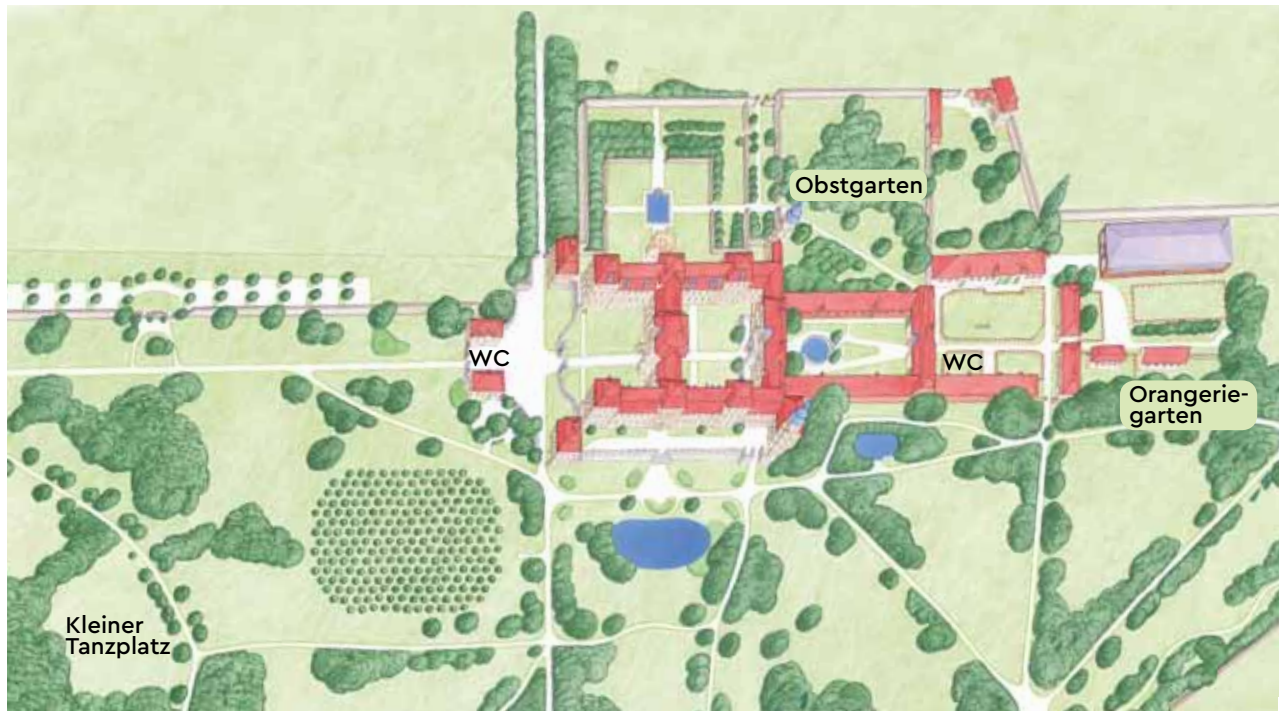 Obstgarten
WC
WC
Orangerie-
garten
Kleiner
Tanzplatz